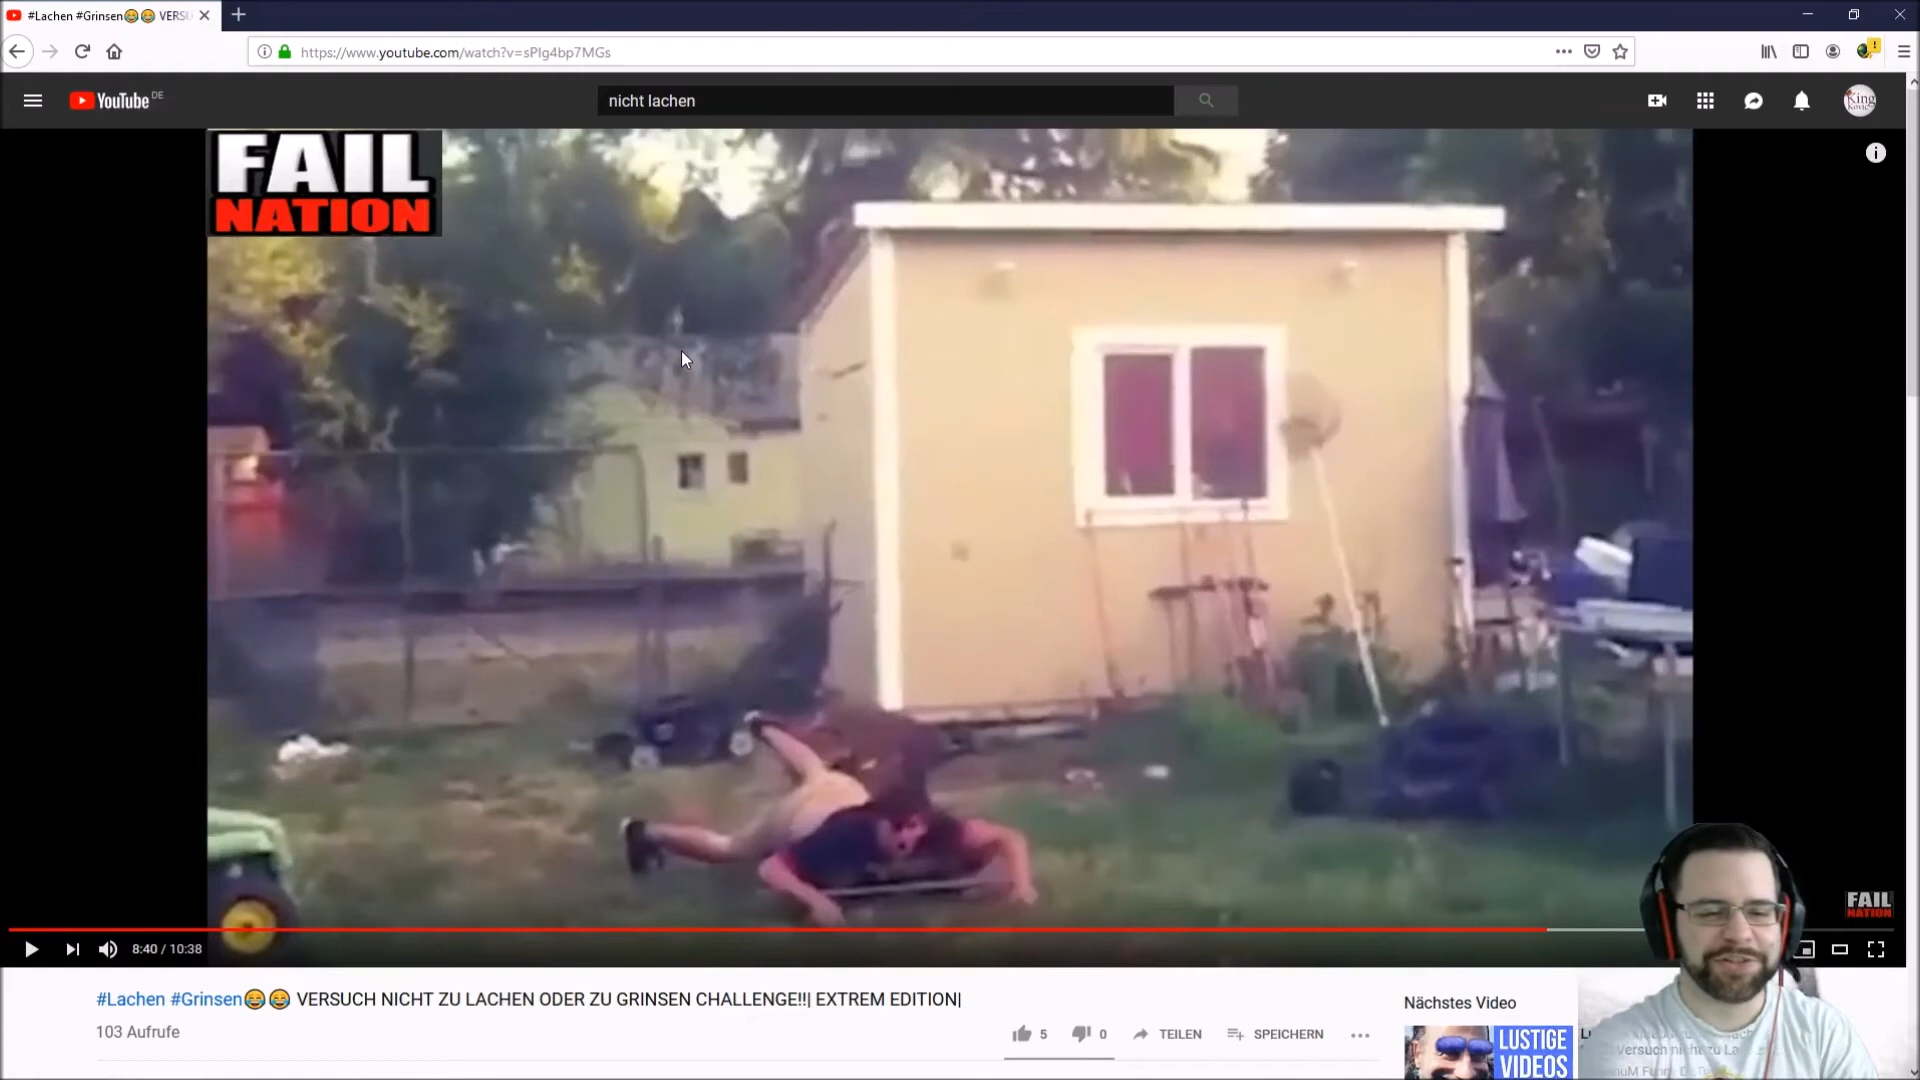 #Lachen #Grinsen😂😂 VERSU
https://www.youtube.com/watch?v=sPIg4bp7MGs
YouTube DE
nicht lachen
King
FAIL
NATION
FAIL
NATION
8:40 / 10:38
#Lachen #Grinsen😂😂 VERSUCH NICHT ZU LACHEN ODER ZU GRINSEN CHALLENGE!!| EXTREM EDITION|
103 Aufrufe
5
0
TEILEN
SPEICHERN
Nächstes Video
LUSTIGE
VIDEOS